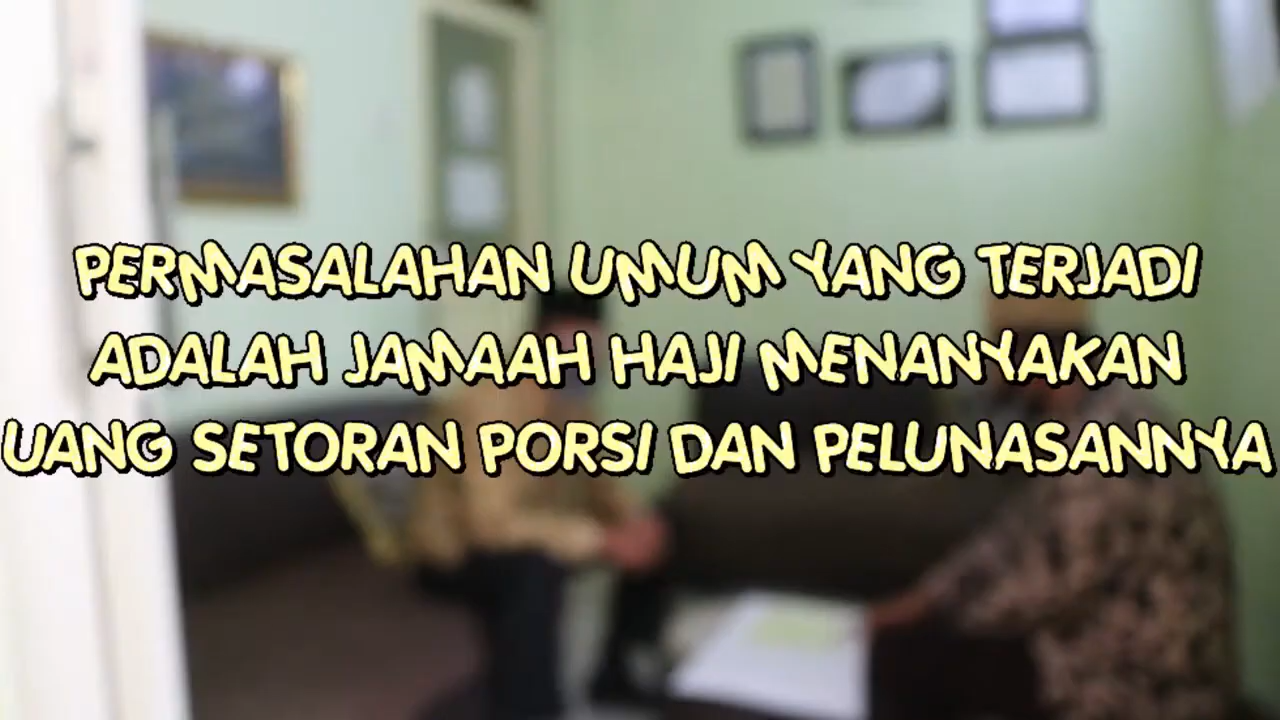 PERMASALAHAN UMUM YANG TERJADI
ADALAH JAMAAH HAJI MENANYAKAN
UANG SETORAN PORSI DAN PELUNASANNYA